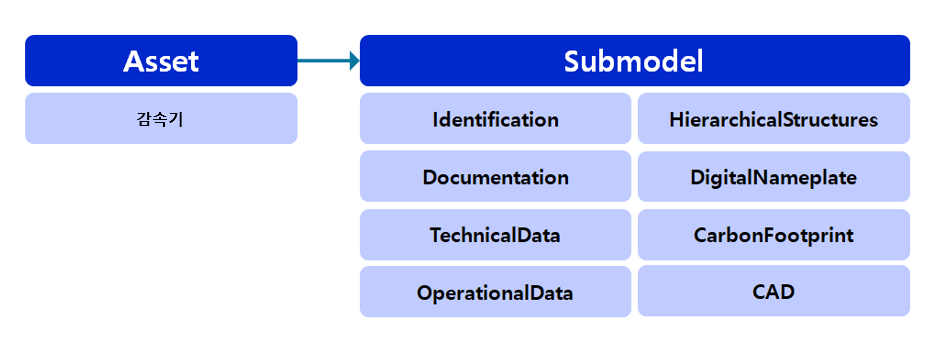 Asset
Submodel
감속기
Identification
HierarchicalStructures
Documentation
DigitalNameplate
TechnicalData
CarbonFootprint
OperationalData
CAD